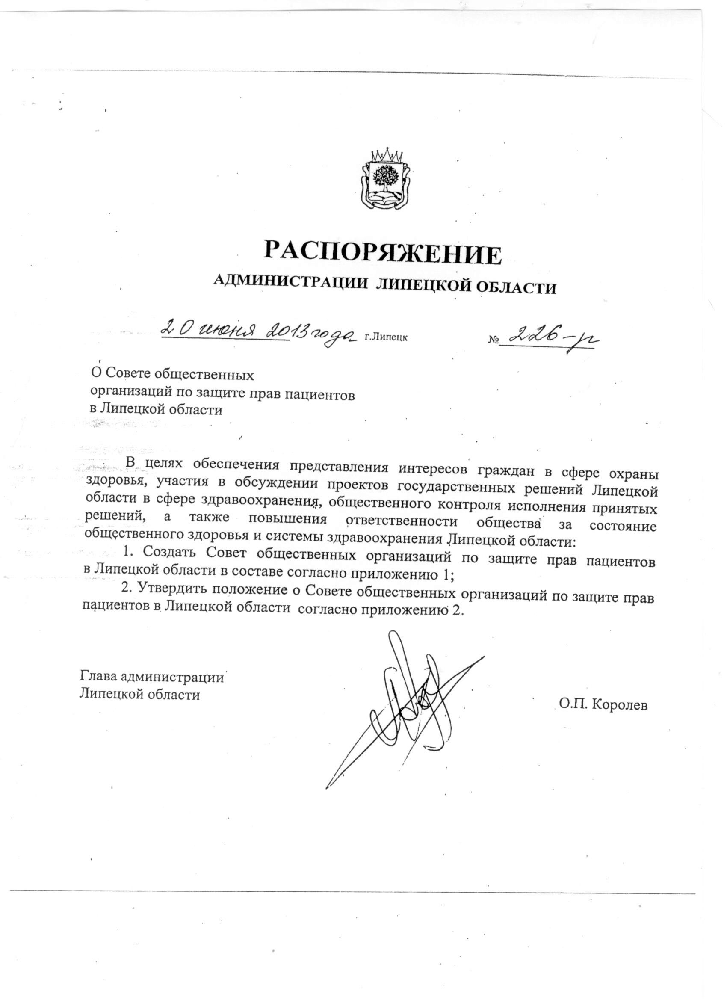 РАСПОРЯЖЕНИЕ
АДМИНИСТРАЦИИ ЛИПЕЦКОЙ ОБЛАСТИ
20 июня 2013 года г.Липецк № 226-р
О Совете общественных
организаций по защите прав пациентов
в Липецкой области
В целях обеспечения представления интересов граждан в сфере охраны
здоровья, участия в обсуждении проектов государственных решений Липецкой
области в сфере здравоохранения, общественного контроля исполнения принятых
решений, а также повышения ответственности общества за состояние
общественного здоровья и системы здравоохранения Липецкой области:
1. Создать Совет общественных организаций по защите прав пациентов
в Липецкой области в составе согласно приложению 1;
2. Утвердить положение о Совете общественных организаций по защите прав
пациентов в Липецкой области согласно приложению 2.
Глава администрации
Липецкой области
О.П. Королев